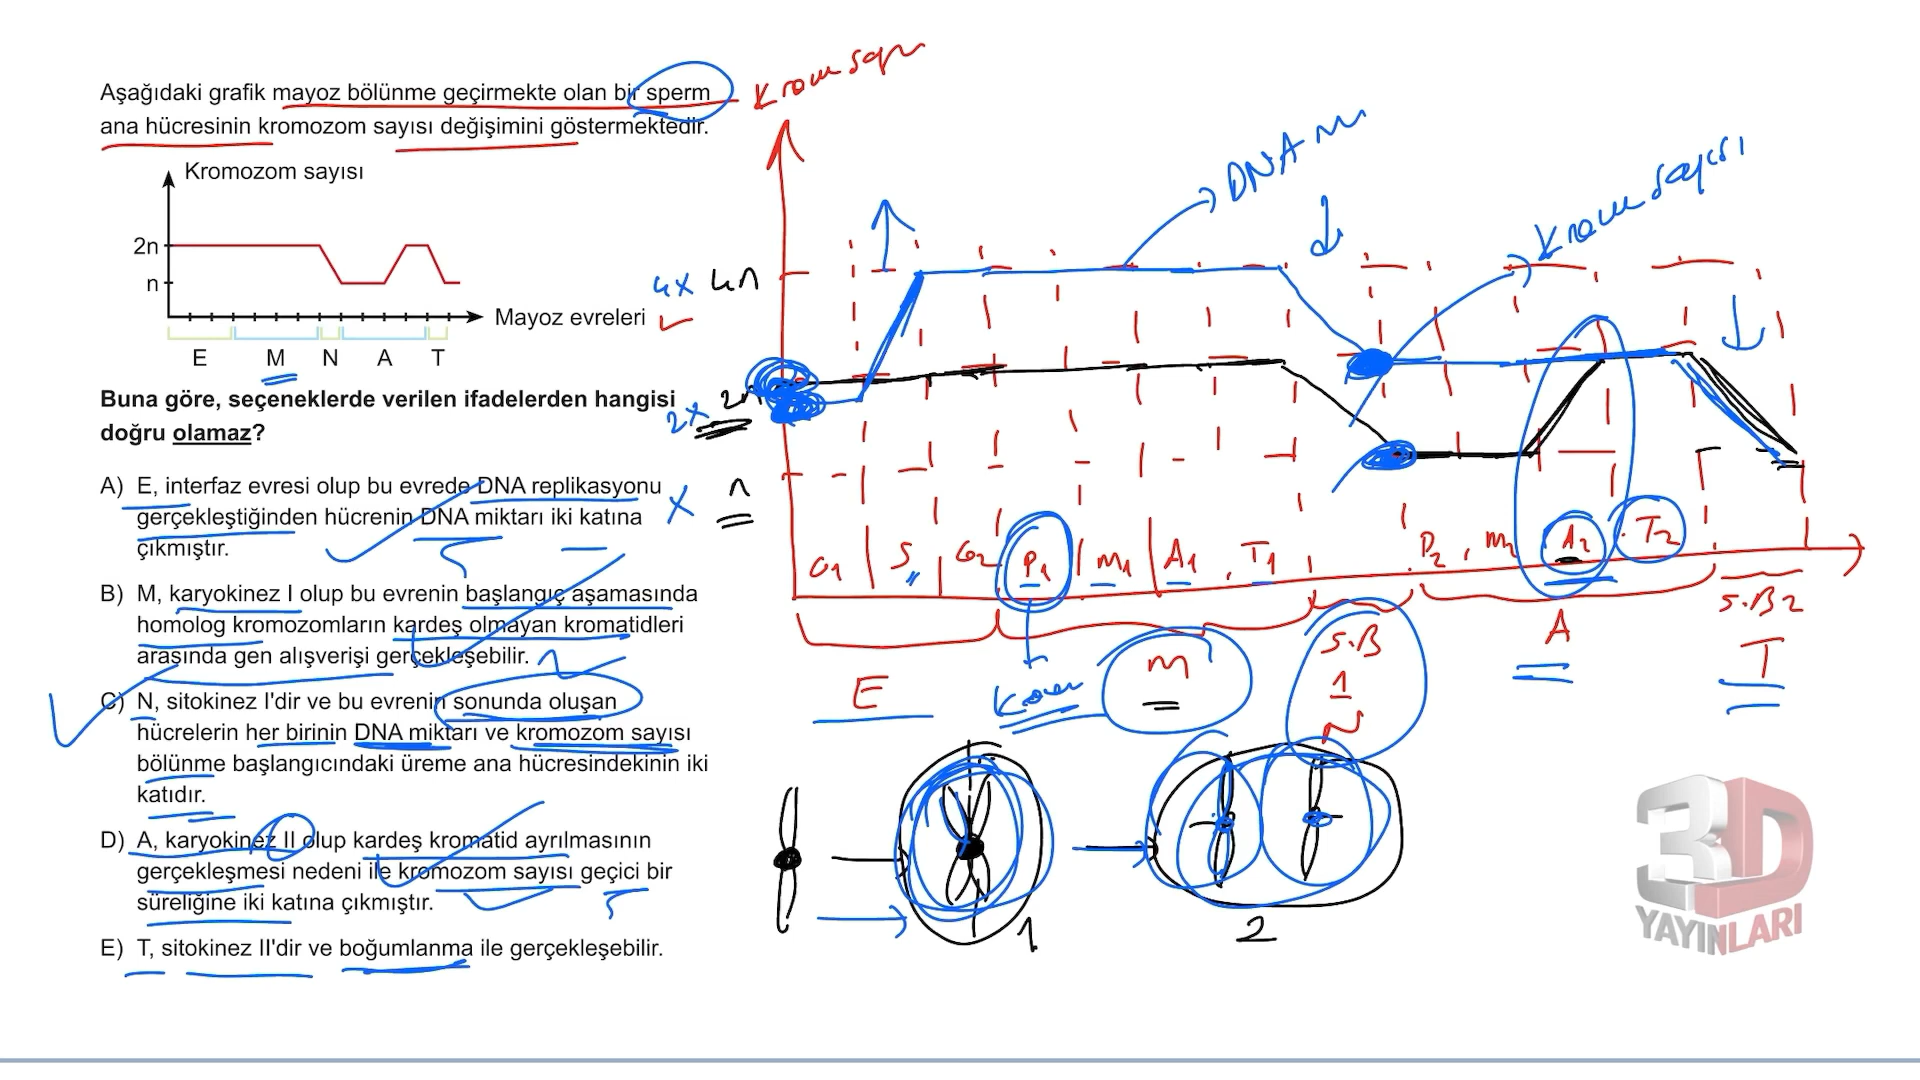 Aşağıdaki grafik mayoz bölünme geçirmekte olan bir sperm
ana hücresinin kromozom sayısı değişimini göstermektedir.
Kromozom sayısı
2n
n
Mayoz evreleri
E M N A T
Buna göre, seçeneklerde verilen ifadelerden hangisi
doğru olamaz?
A) E, interfaz evresi olup bu evrede DNA replikasyonu
gerçekleştiğinden hücrenin DNA miktarı iki katına
çıkmıştır.
B) M, karyokinez I olup bu evrenin başlangıç aşamasında
homolog kromozomların kardeş olmayan kromatidleri
arasında gen alışverişi gerçekleşebilir.
C) N, sitokinez I'dir ve bu evrenin sonunda oluşan
hücrelerin her birinin DNA miktarı ve kromozom sayısı
bölünme başlangıcındaki üreme ana hücresindekinin iki
katıdır.
D) A, karyokinez II olup kardeş kromatid ayrılmasının
gerçekleşmesi nedeni ile kromozom sayısı geçici bir
süreliğine iki katına çıkmıştır.
E) T, sitokinez II'dir ve boğumlanma ile gerçekleşebilir.
Krom sayı
DNA m
Krom sayısı
4x 4n
2x 2n
x n
G1 S G2 P1 M1 A1 T1 P2 M2 A2 T2
S.B 1 N
S.B 2
E M A T
1 2
3D
YAYINLARI